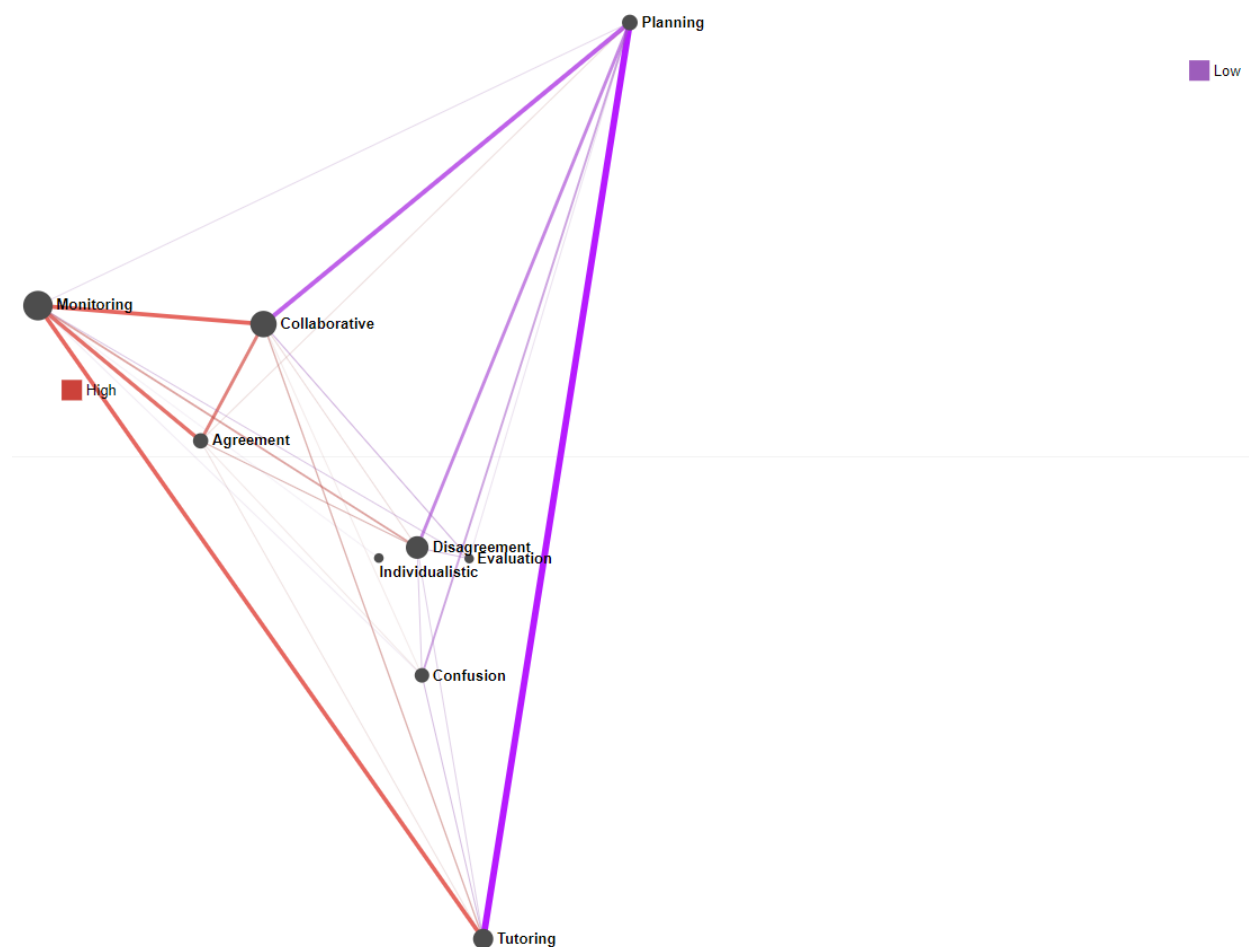 Planning
Low
Monitoring
Collaborative
High
Agreement
Disagreement
Evaluation
Individualistic
Confusion
Tutoring